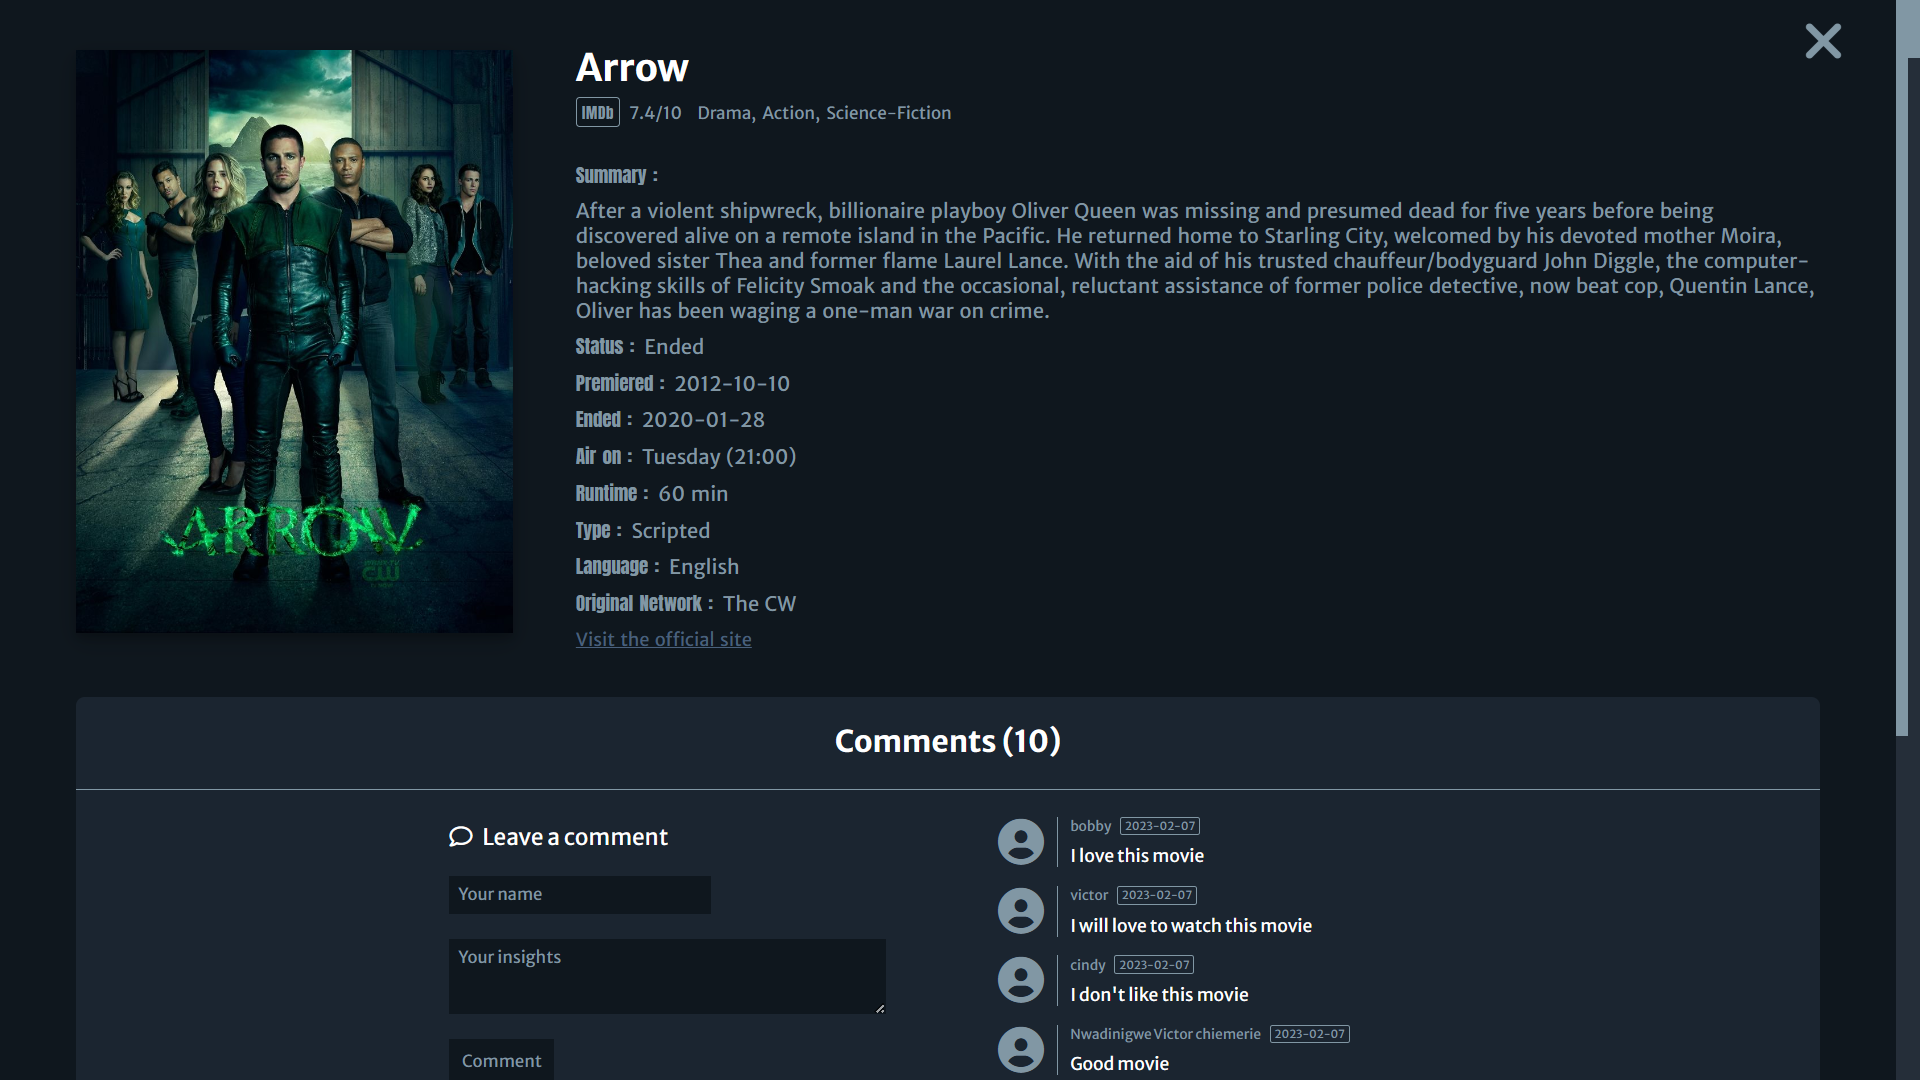 Arrow
IMDb 7.4/10 Drama, Action, Science-Fiction
Summary :
After a violent shipwreck, billionaire playboy Oliver Queen was missing and presumed dead for five years before being
discovered alive on a remote island in the Pacific. He returned home to Starling City, welcomed by his devoted mother Moira,
beloved sister Thea and former flame Laurel Lance. With the aid of his trusted chauffeur/bodyguard John Diggle, the computer-
hacking skills of Felicity Smoak and the occasional, reluctant assistance of former police detective, now beat cop, Quentin Lance,
Oliver has been waging a one-man war on crime.
Status : Ended
Premiered : 2012-10-10
Ended : 2020-01-28
Air on : Tuesday (21:00)
Runtime : 60 min
Type : Scripted
Language : English
Original Network : The CW
Visit the official site
ARROW
CW
Comments (10)
Leave a comment
Your name
Your insights
Comment
bobby 2023-02-07
I love this movie
victor 2023-02-07
I will love to watch this movie
cindy 2023-02-07
I don't like this movie
Nwadinigwe Victor chiemerie 2023-02-07
Good movie